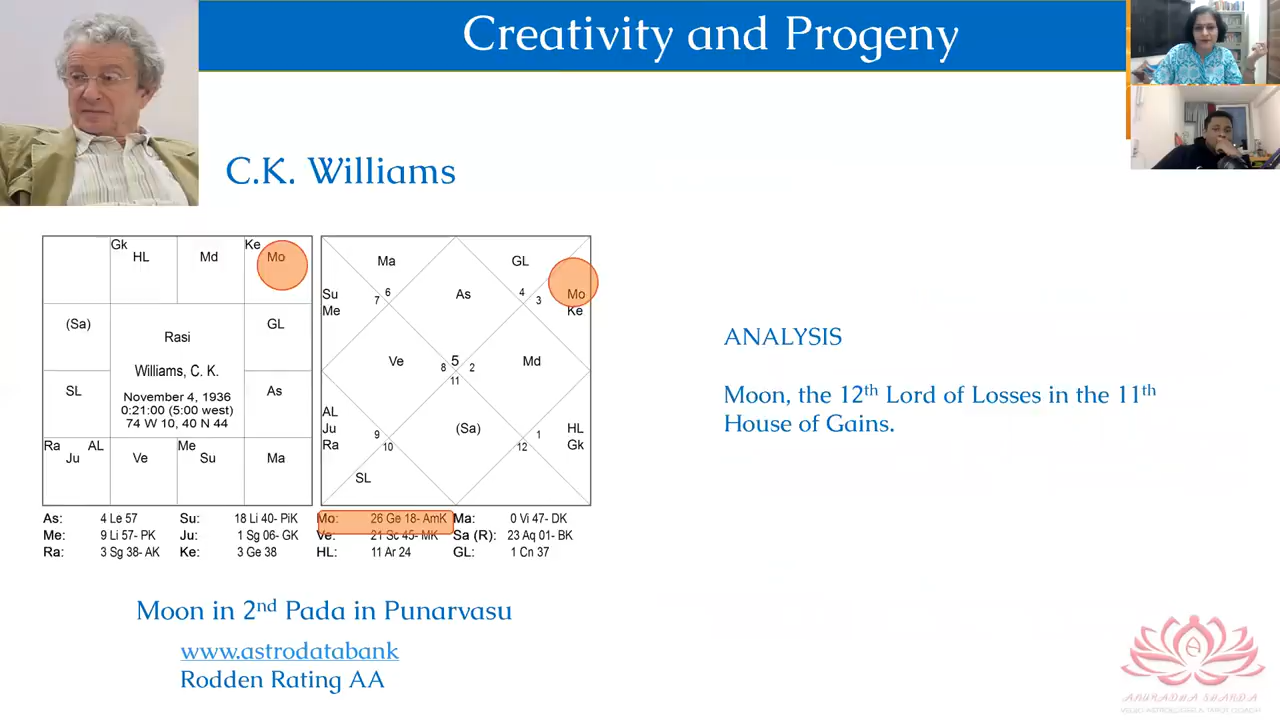 Creativity and Progeny
C.K. Williams
Gk
HL
Md
Ke
Mo
(Sa)
GL
Rasi
Williams, C. K.
November 4, 1936
0:21:00 (5:00 west)
74 W 10, 40 N 44
SL
As
Ra
AL
Ju
Ve
Me
Su
Ma
Ma
GL
Su
Me
7
6
As
4
3
Mo
Ke
Ve
8
5
2
11
Md
AL
Ju
Ra
9
10
(Sa)
12
1
HL
Gk
SL
As: 4 Le 57 Su: 18 Li 40- PiK Mo: 26 Ge 18- AmK Ma: 0 Vi 47- DK
Me: 9 Li 57- PK Ju: 1 Sg 06- GK Ve: 21 Sc 45- MK Sa (R): 23 Aq 01- BK
Ra: 3 Sg 38- AK Ke: 3 Ge 38 HL: 11 Ar 24 GL: 1 Cn 37
Moon in 2nd Pada in Punarvasu
www.astrodatabank
Rodden Rating AA
ANALYSIS
Moon, the 12th Lord of Losses in the 11th
House of Gains.
ANURADHA SHARDA
VEDIC ASTROLOGER & TAROT COACH